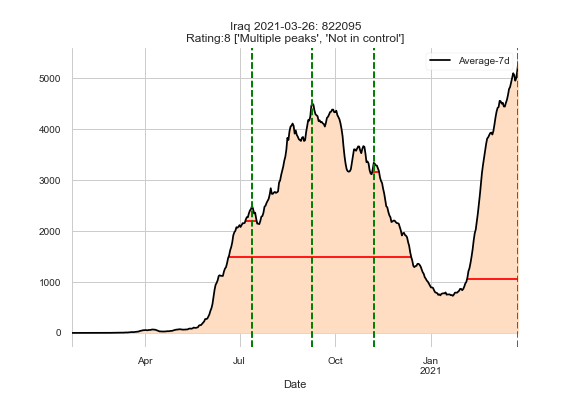 Iraq 2021-03-26: 822095
Rating:8 ['Multiple peaks', 'Not in control']
Average-7d
5000
4000
3000
2000
1000
0
Apr
Jul
Oct
Jan
2021
Date